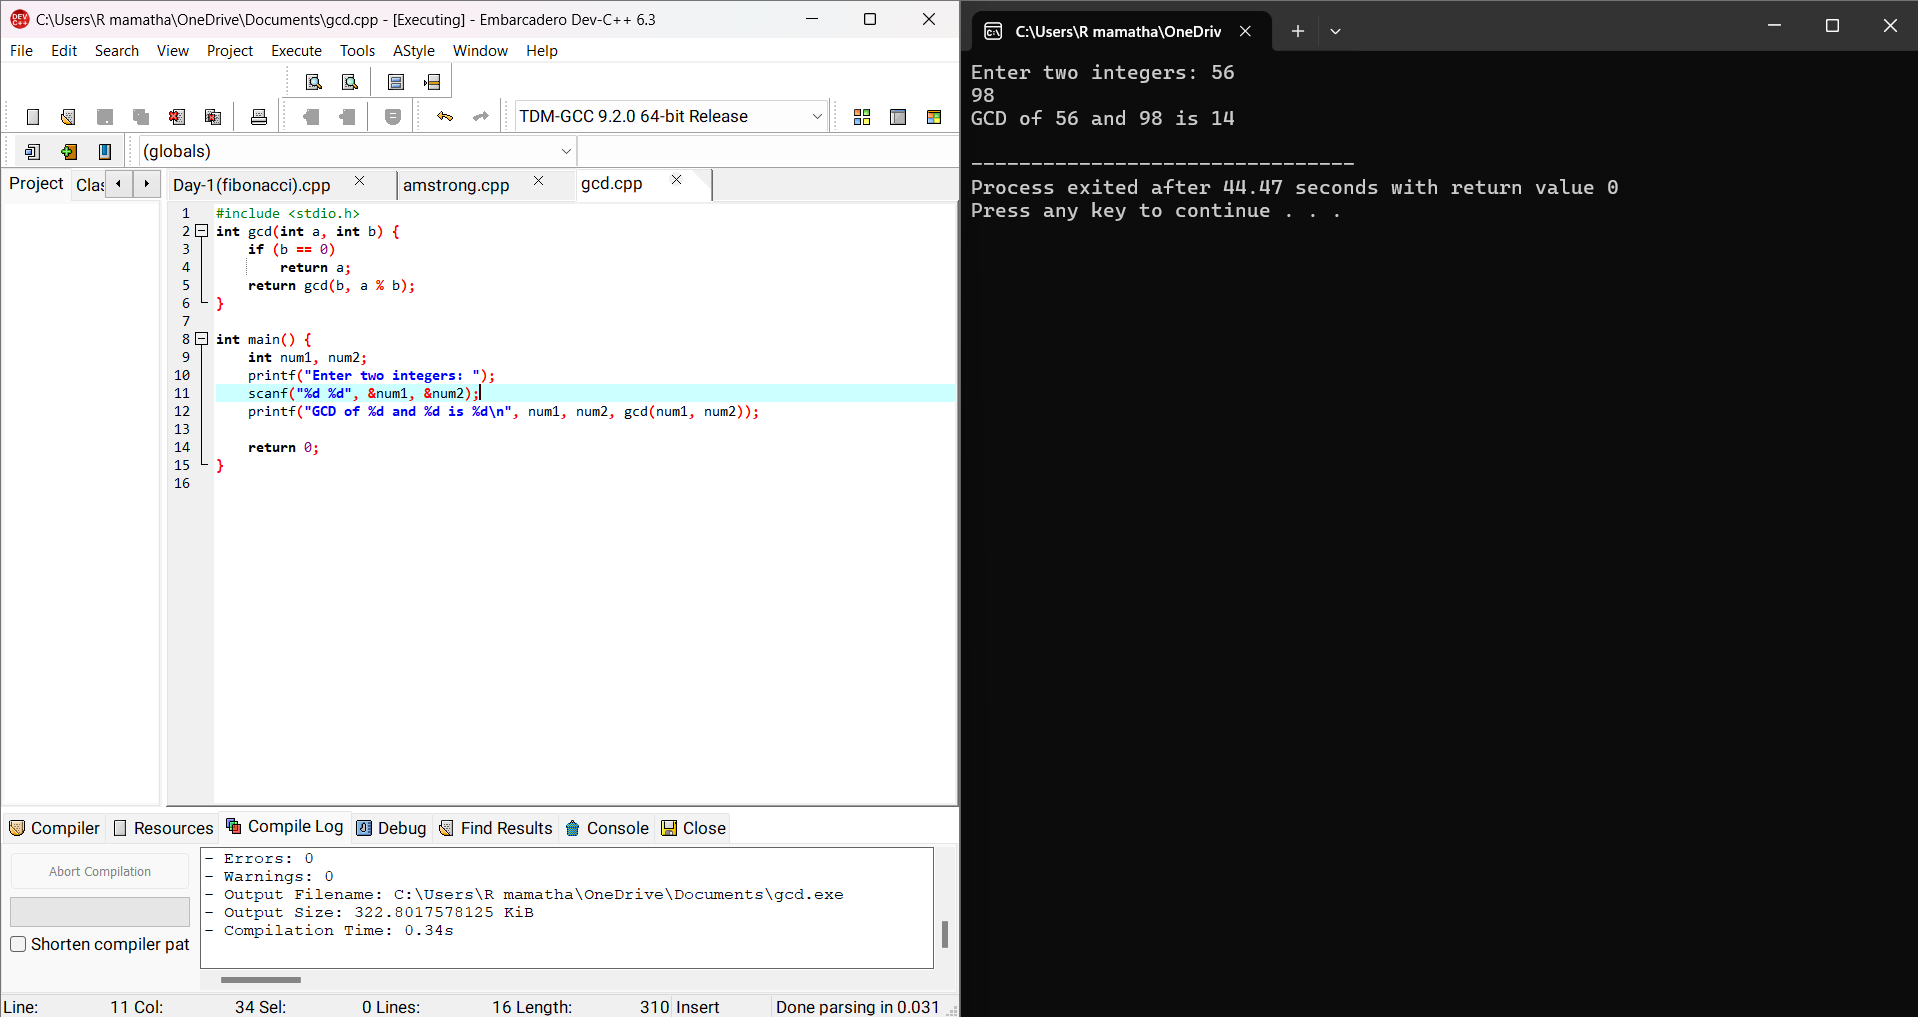 C:\Users\R mamatha\OneDrive\Documents\gcd.cpp - [Executing] - Embarcadero Dev-C++ 6.3
File Edit Search View Project Execute Tools AStyle Window Help
TDM-GCC 9.2.0 64-bit Release
(globals)
Project Clas Day-1(fibonacci).cpp amstrong.cpp gcd.cpp
1 #include <stdio.h>
2 int gcd(int a, int b) {
3 if (b == 0)
4 return a;
5 return gcd(b, a % b);
6 }
7
8 int main() {
9 int num1, num2;
10 printf("Enter two integers: ");
11 scanf("%d %d", &num1, &num2);
12 printf("GCD of %d and %d is %d\n", num1, num2, gcd(num1, num2));
13
14 return 0;
15 }
16
Compiler Resources Compile Log Debug Find Results Console Close
Abort Compilation
Shorten compiler pat
- Errors: 0
- Warnings: 0
- Output Filename: C:\Users\R mamatha\OneDrive\Documents\gcd.exe
- Output Size: 322.8017578125 KiB
- Compilation Time: 0.34s
Line: 11 Col: 34 Sel: 0 Lines: 16 Length: 310 Insert Done parsing in 0.031
C:\Users\R mamatha\OneDriv
Enter two integers: 56
98
GCD of 56 and 98 is 14
--------------------------------
Process exited after 44.47 seconds with return value 0
Press any key to continue . . .